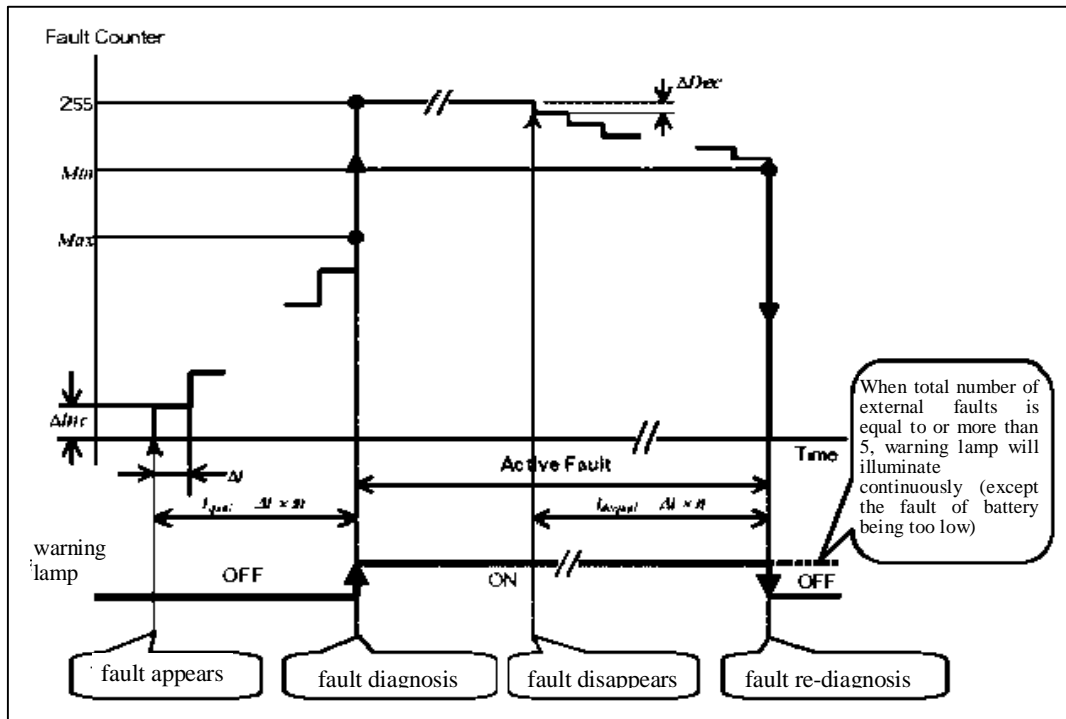 Fault Counter
255
ΔDec
Min
Max
ΔInc
Δt
Time
Active Fault
Δt × m
Δt × n
When total number of
external faults is
equal to or more than
5, warning lamp will
illuminate
continuously (except
the fault of battery
being too low)
warning
lamp
OFF
ON
OFF
fault appears
fault diagnosis
fault disappears
fault re-diagnosis